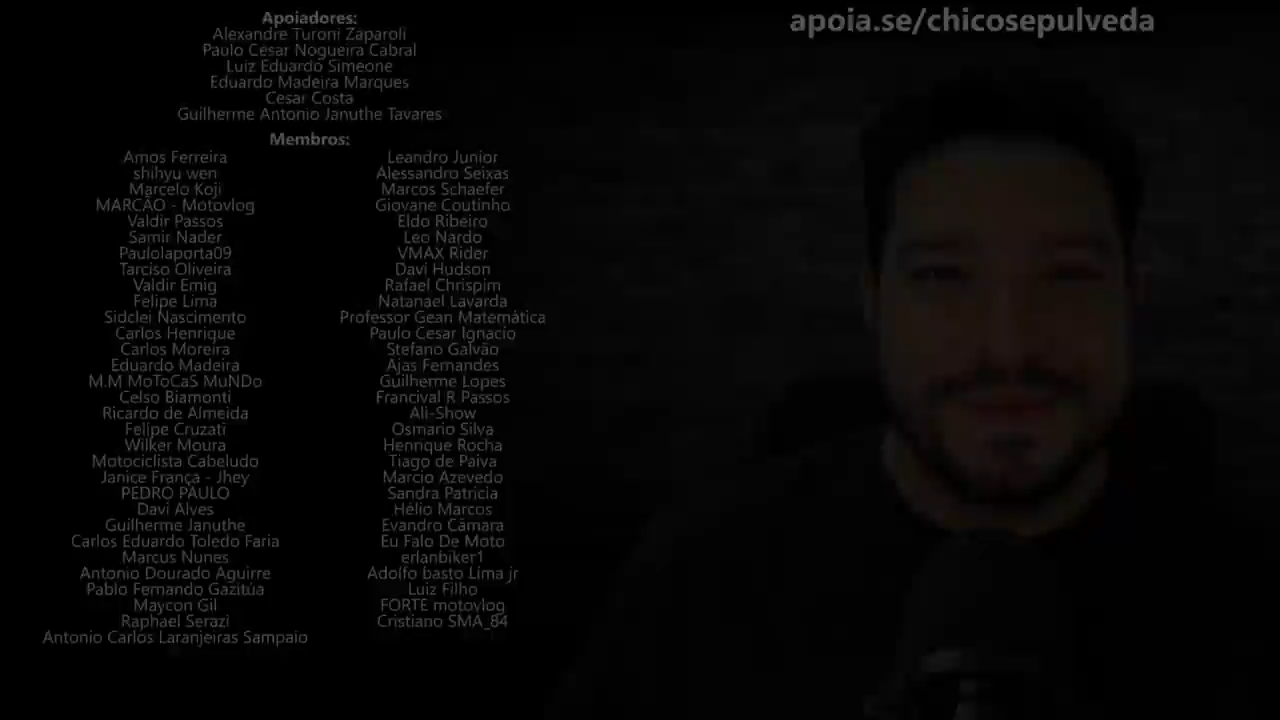 Apoiadores:
Alexandre Turoni Zaparoli
Paulo Cesar Nogueira Cabral
Luiz Eduardo Simeone
Eduardo Madeira Marques
Cesar Costa
Guilherme Antonio Januthe Tavares
Membros:
Amos Ferreira
shihyu wen
Marcelo Koji
MARCÃO - Motovlog
Valdir Passos
Samir Nader
Paulolaporta09
Tarciso Oliveira
Valdir Emig
Felipe Lima
Sidclei Nascimento
Carlos Henrique
Carlos Moreira
Eduardo Madeira
M.M MoToCaS MuNDo
Celso Biamonti
Ricardo de Almeida
Felipe Cruzati
Wilker Moura
Motociclista Cabeludo
Janice França - Jhey
PEDRO PAULO
Davi Alves
Guilherme Januthe
Carlos Eduardo Toledo Faria
Marcus Nunes
Antonio Dourado Aguirre
Pablo Fernando Gazitúa
Maycon Gil
Raphael Serazi
Antonio Carlos Laranjeiras Sampaio
Leandro Junior
Alessandro Seixas
Marcos Schaefer
Giovane Coutinho
Eldo Ribeiro
Leo Nardo
VMAX Rider
Davi Hudson
Rafael Chrispim
Natanael Lavarda
Professor Gean Matemática
Paulo Cesar Ignacio
Stefano Galvão
Ajas Fernandes
Guilherme Lopes
Francival R Passos
Ali-Show
Osmario Silva
Henrique Rocha
Tiago de Paiva
Marcio Azevedo
Sandra Patricia
Hélio Marcos
Evandro Câmara
Eu Falo De Moto
erlanbiker1
Adolfo basto Lima jr
Luiz Filho
FORTE motovlog
Cristiano SMA_84
apoia.se/chicosepulveda